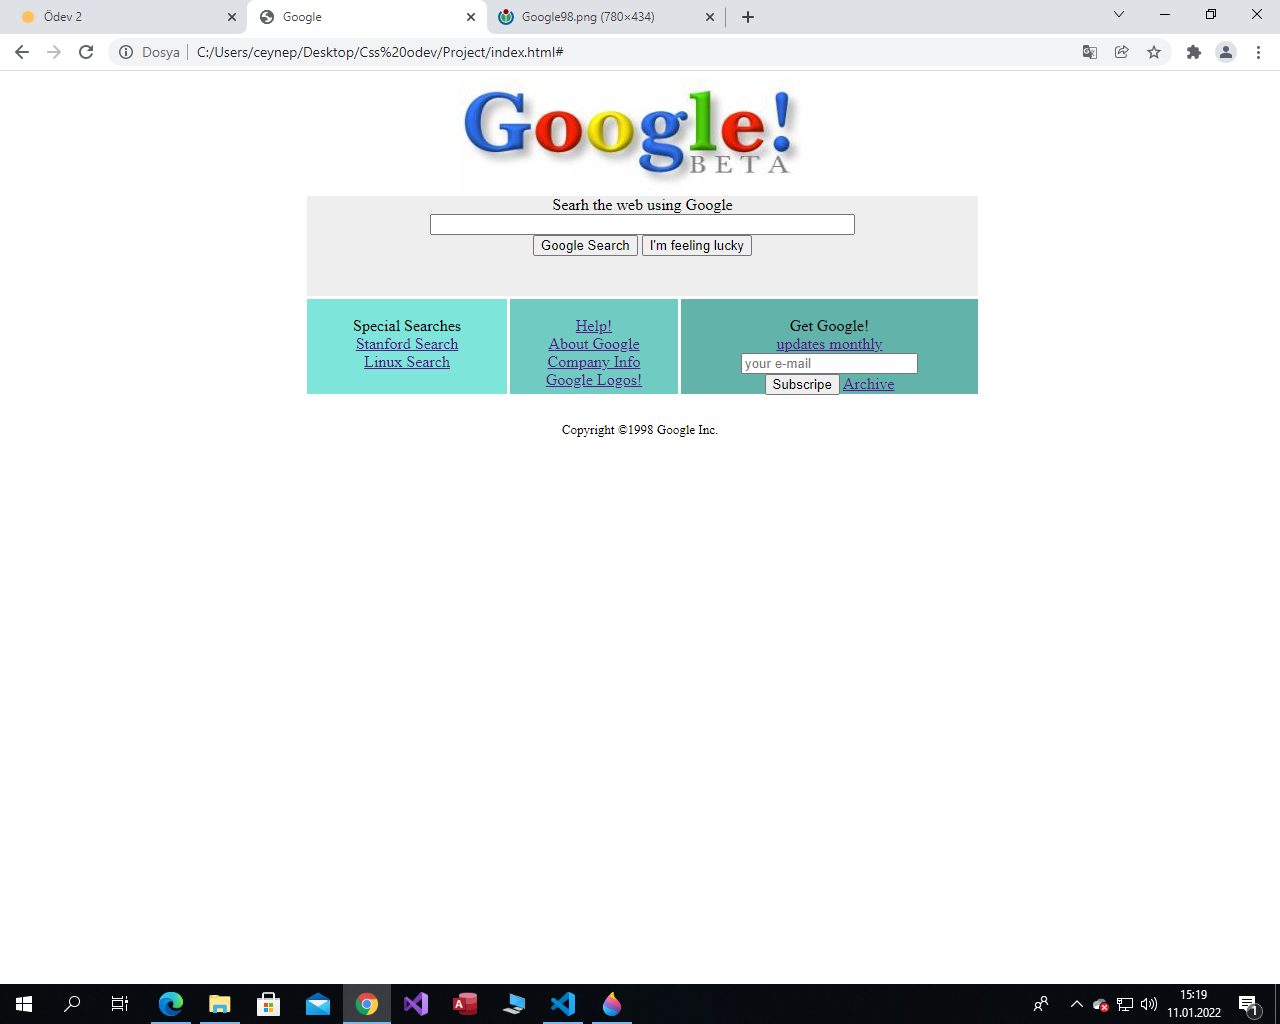 Ödev 2
Google
Google98.png (780×434)
Dosya
C:/Users/ceynep/Desktop/Css%20odev/Project/index.html#
Google!
BETA
Searh the web using Google
Google Search I'm feeling lucky
Special Searches
Stanford Search
Linux Search
Help!
About Google
Company Info
Google Logos!
Get Google!
updates monthly
your e-mail
Subscripe Archive
Copyright ©1998 Google Inc.
15:19
11.01.2022
1